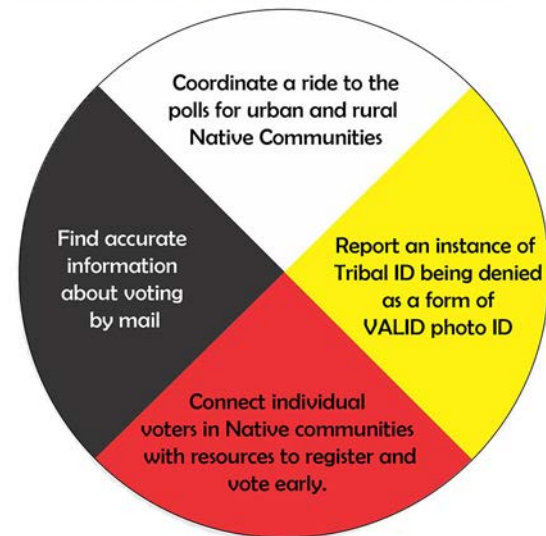 Coordinate a ride to the
polls for urban and rural
Native Communities
Find accurate
information
about voting
by mail
Report an instance of
Tribal ID being denied
as a form of
VALID photo ID
Connect individual
voters in Native communities
with resources to register and
vote early.